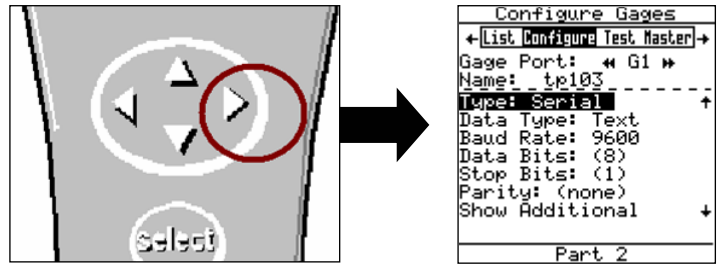 select
Configure Gages
List Configure Test Master
Gage Port: G1
Name: tp103
Type: Serial
Data Type: Text
Baud Rate: 9600
Data Bits: (8)
Stop Bits: (1)
Parity: (none)
Show Additional
Part 2